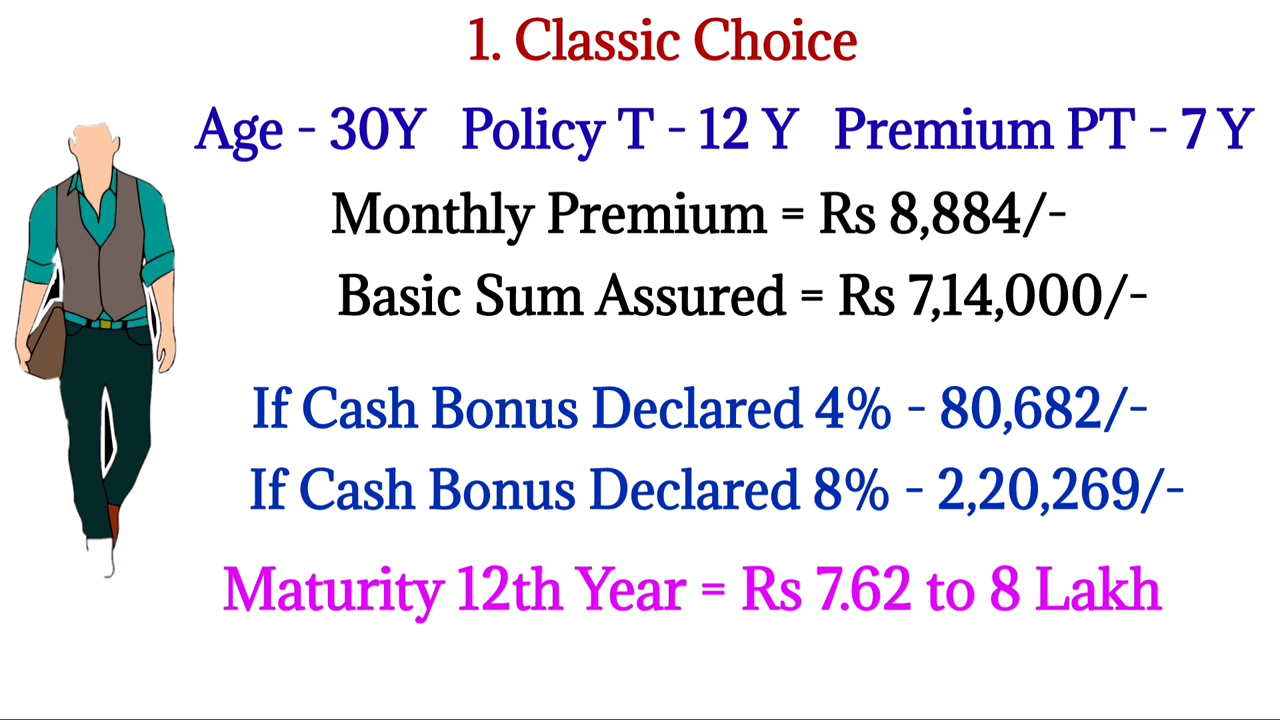 1. Classic Choice
Age - 30Y Policy T - 12 Y Premium PT - 7 Y
Monthly Premium = Rs 8,884/-
Basic Sum Assured = Rs 7,14,000/-
If Cash Bonus Declared 4% - 80,682/-
If Cash Bonus Declared 8% - 2,20,269/-
Maturity 12th Year = Rs 7.62 to 8 Lakh